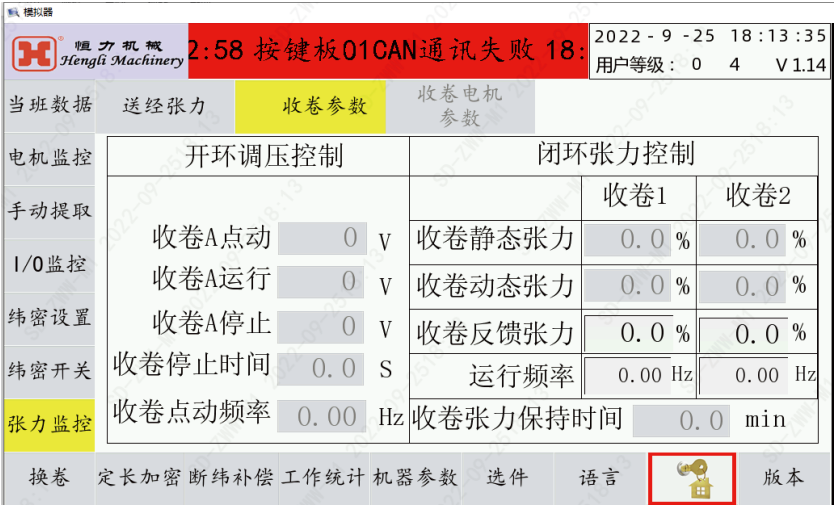 模拟器
恒力机械
Hengli Machinery
2:58 按键板01CAN通讯失败 18:
2022 - 9 -25 18:13:35
用户等级: 0 4 V 1.14
当班数据 送经张力 收卷参数 收卷电机参数
电机监控
手动提取
I/O监控
纬密设置
纬密开关
张力监控
开环调压控制
收卷A点动 0 V
收卷A运行 0 V
收卷A停止 0 V
收卷停止时间 0.0 S
收卷点动频率 0.00 Hz
闭环张力控制
收卷1 收卷2
收卷静态张力 0.0 % 0.0 %
收卷动态张力 0.0 % 0.0 %
收卷反馈张力 0.0 % 0.0 %
运行频率 0.00 Hz 0.00 Hz
收卷张力保持时间 0.0 min
换卷 定长加密 断纬补偿 工作统计 机器参数 选件 语言 版本